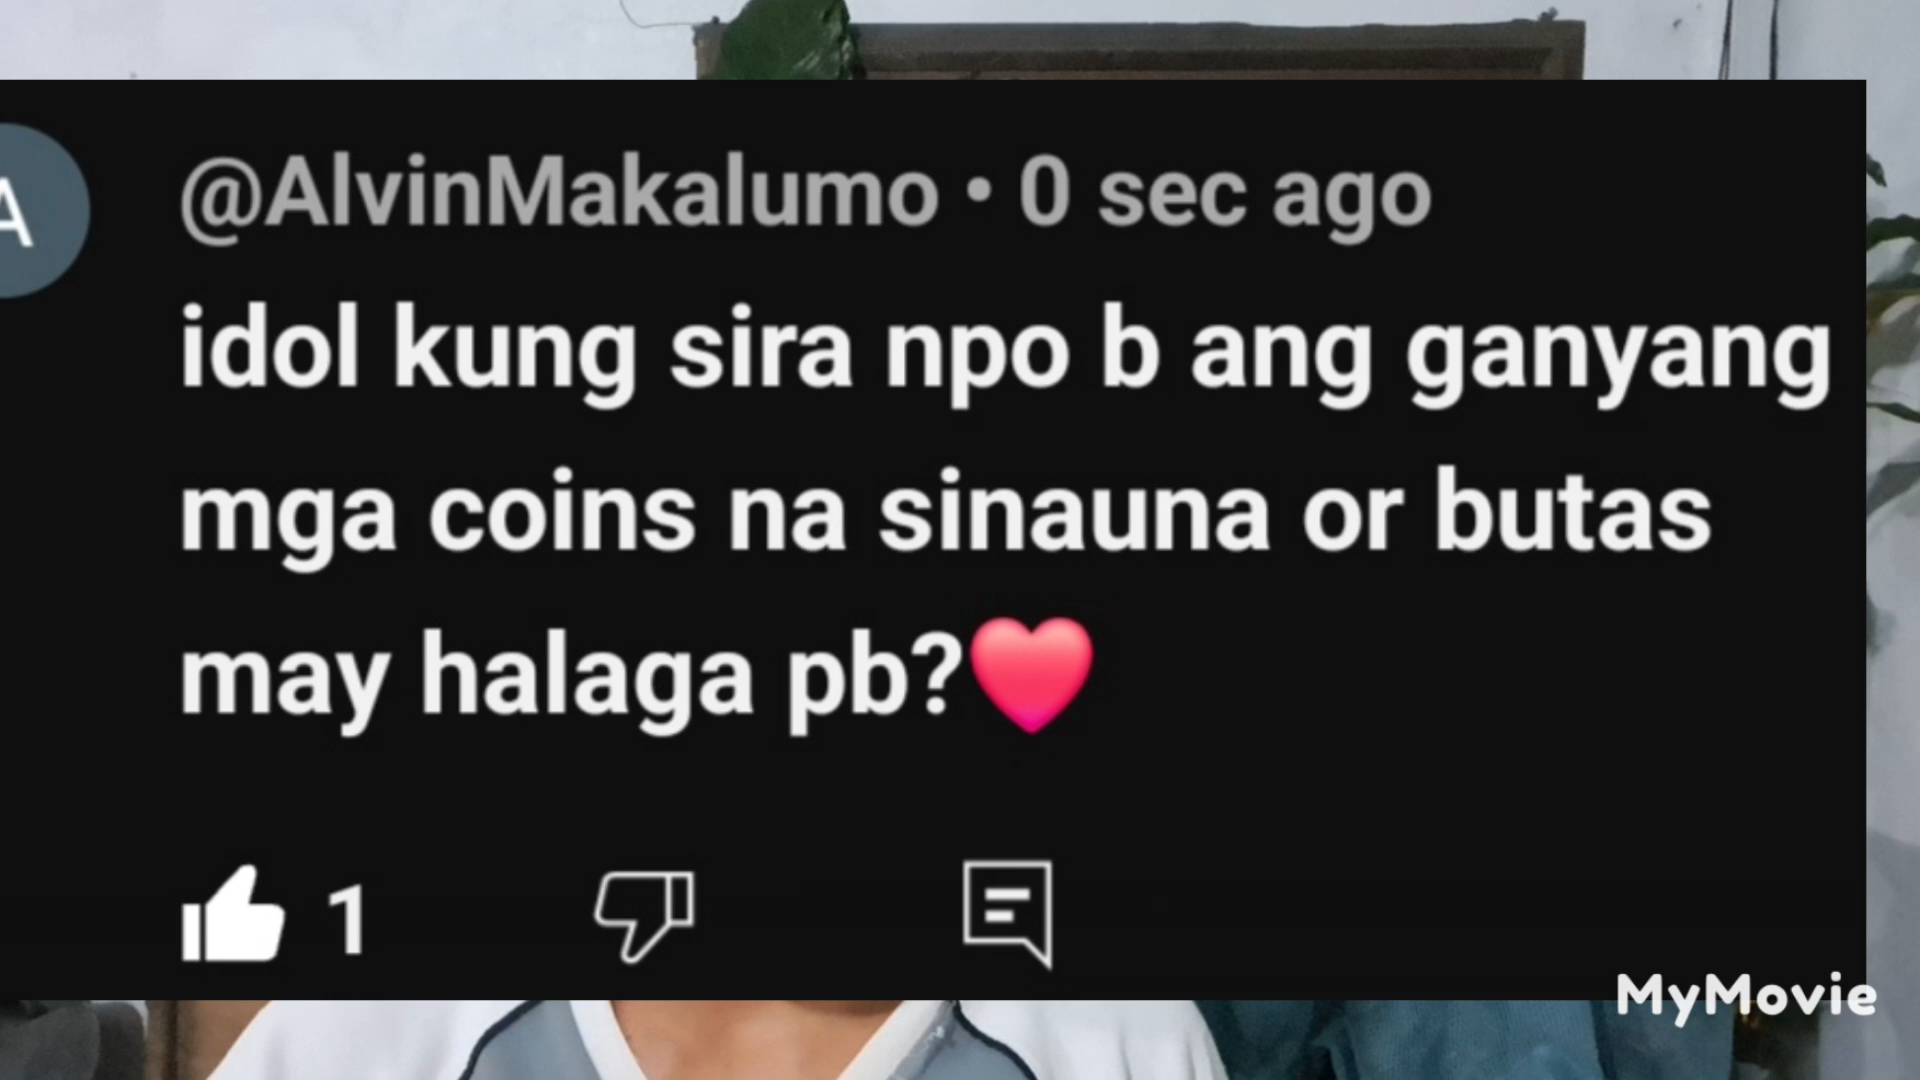 A
@AlvinMakalumo • 0 sec ago
idol kung sira npo b ang ganyang
mga coins na sinauna or butas
may halaga pb?❤️
1
MyMovie